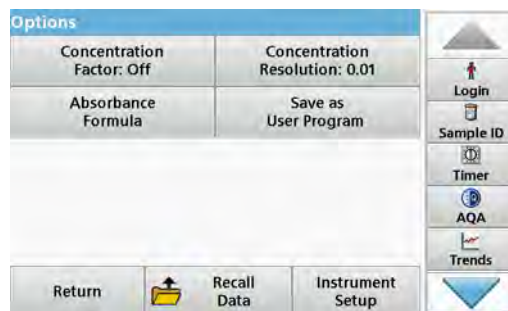 Options
Concentration
Factor: Off
Concentration
Resolution: 0.01
Absorbance
Formula
Save as
User Program
Return
Recall
Data
Instrument
Setup
Login
Sample ID
Timer
AQA
Trends